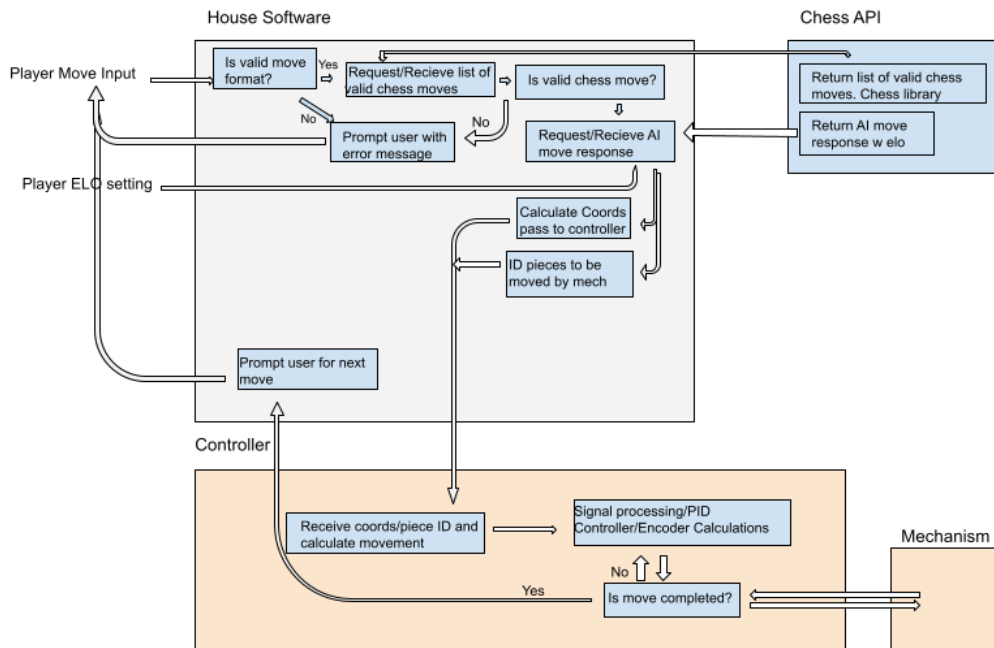 House Software
Chess API
Player Move Input
Is valid move
format?
Yes
Request/Recieve list of
valid chess moves
Is valid chess move?
Return list of valid chess
moves. Chess library
No
Prompt user with
error message
No
Request/Recieve AI
move response
Return AI move
response w elo
Player ELO setting
Calculate Coords
pass to controller
ID pieces to be
moved by mech
Prompt user for next
move
Controller
Receive coords/piece ID and
calculate movement
Signal processing/PID
Controller/Encoder Calculations
Mechanism
No
Yes
Is move completed?